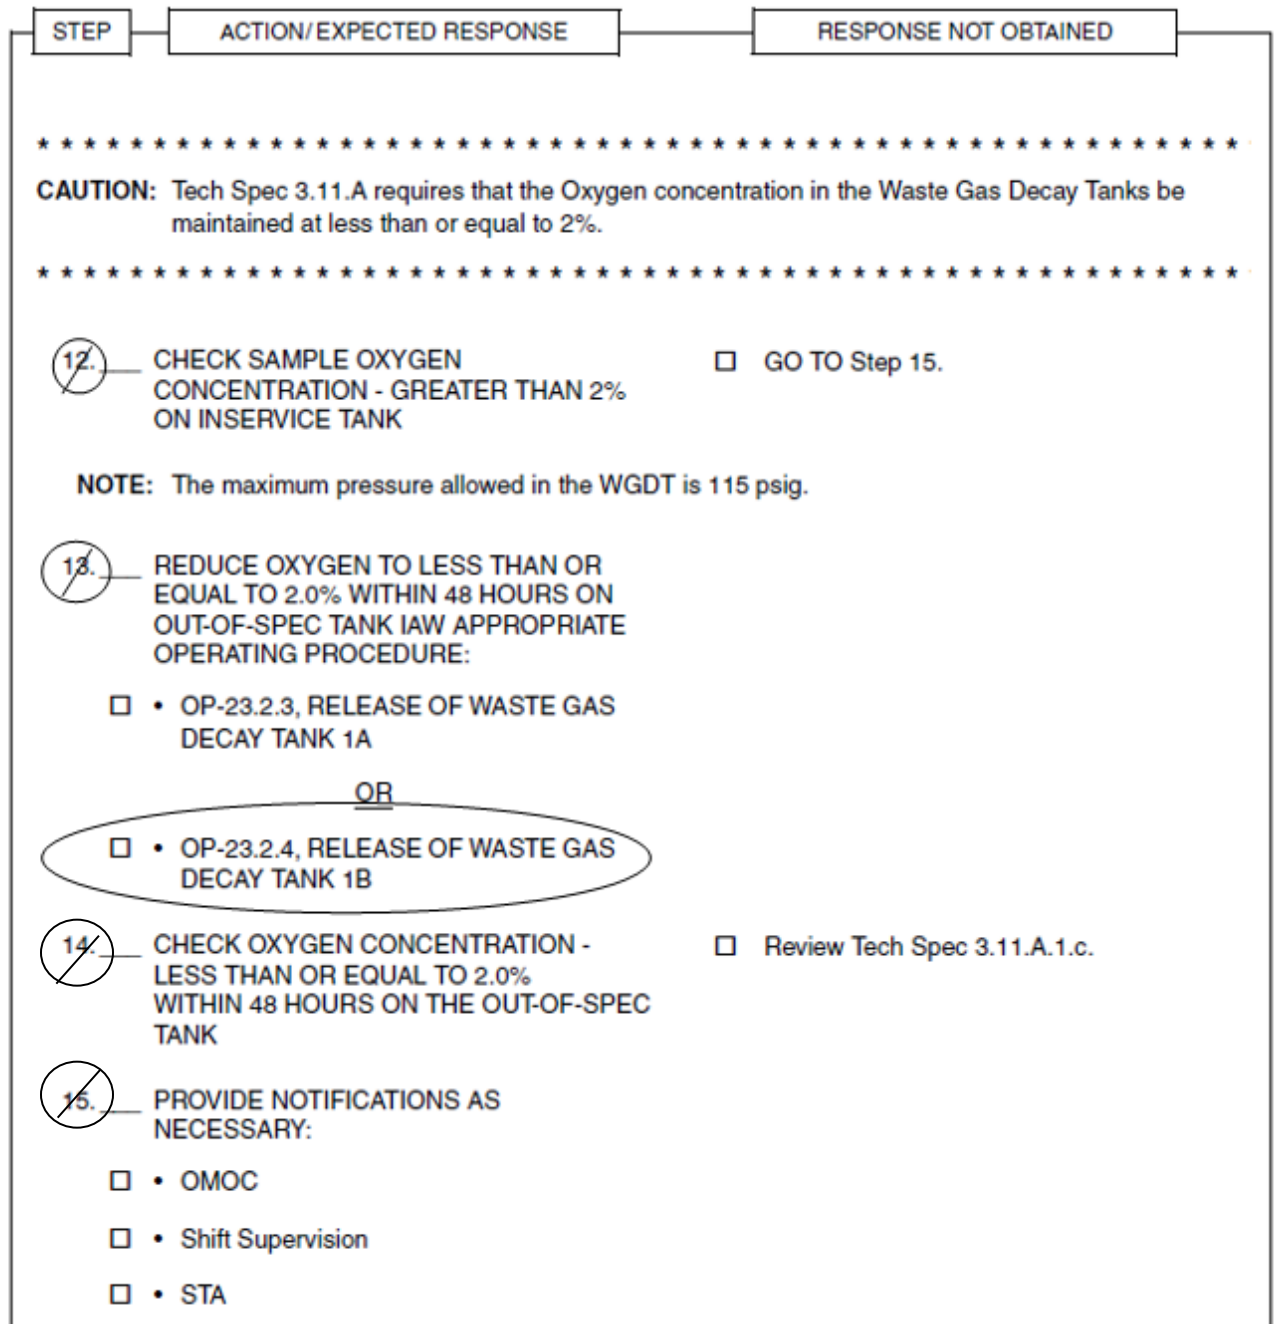 STEP ACTION/EXPECTED RESPONSE RESPONSE NOT OBTAINED
* * * * * * * * * * * * * * * * * * * * * * * * * * * * * * * * * * * * * * * * * * * * * * * * * * * *
CAUTION: Tech Spec 3.11.A requires that the Oxygen concentration in the Waste Gas Decay Tanks be
maintained at less than or equal to 2%.
* * * * * * * * * * * * * * * * * * * * * * * * * * * * * * * * * * * * * * * * * * * * * * * * * * * *
12.___ CHECK SAMPLE OXYGEN ☐ GO TO Step 15.
CONCENTRATION - GREATER THAN 2%
ON INSERVICE TANK
NOTE: The maximum pressure allowed in the WGDT is 115 psig.
13.___ REDUCE OXYGEN TO LESS THAN OR
EQUAL TO 2.0% WITHIN 48 HOURS ON
OUT-OF-SPEC TANK IAW APPROPRIATE
OPERATING PROCEDURE:
☐ • OP-23.2.3, RELEASE OF WASTE GAS
DECAY TANK 1A
OR
☐ • OP-23.2.4, RELEASE OF WASTE GAS
DECAY TANK 1B
14.___ CHECK OXYGEN CONCENTRATION - ☐ Review Tech Spec 3.11.A.1.c.
LESS THAN OR EQUAL TO 2.0%
WITHIN 48 HOURS ON THE OUT-OF-SPEC
TANK
15.___ PROVIDE NOTIFICATIONS AS
NECESSARY:
☐ • OMOC
☐ • Shift Supervision
☐ • STA